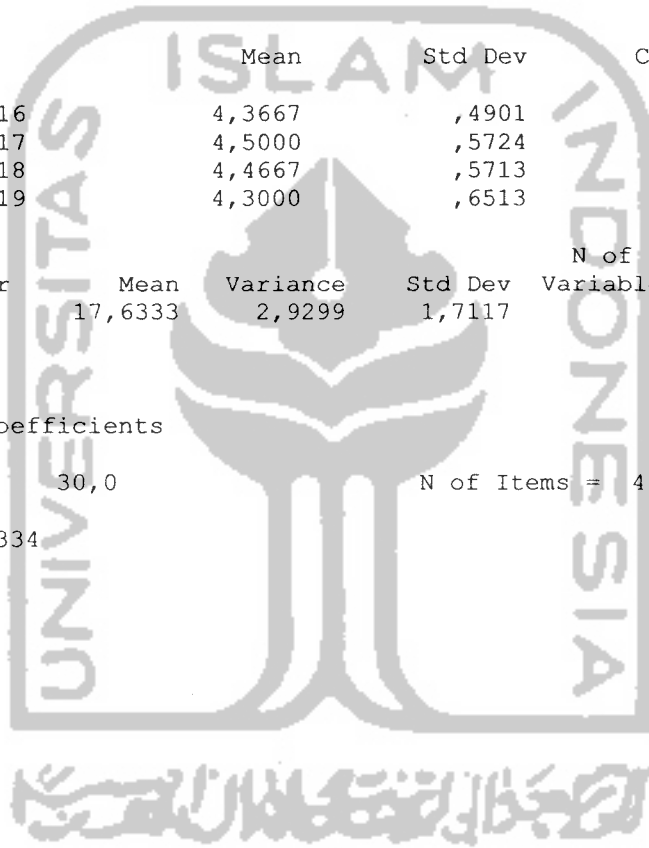 ISLAM
UNIVERSITAS
INDONESIA
Mean Std Dev C
16 4,3667 ,4901
17 4,5000 ,5724
18 4,4667 ,5713
19 4,3000 ,6513
N of
r Mean Variance Std Dev Variabl
17,6333 2,9299 1,7117
oefficients
30,0 N of Items = 4
334